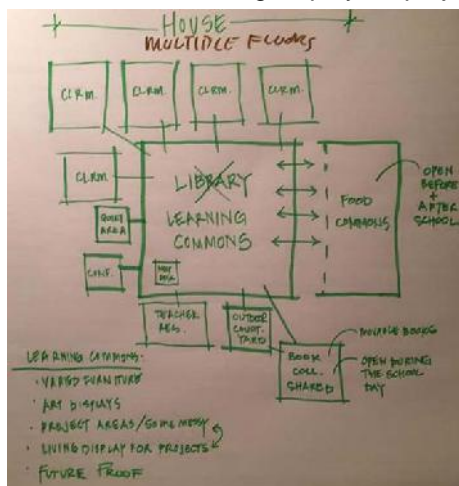 HOUSE
MULTIPLE FLOORS
CLRM.
CLRM.
CLRM.
CLRM.
CLRM
LIBRARY
LEARNING
COMMONS
FOOD
COMMONS
OPEN
BEFORE
+
AFTER
SCHOOL
QUIET
AREA
CONF.
TEACHER
RES.
OUTDOOR
COURT-
YARD
BOOK
COLL.
SHARED
OPEN DURING
THE SCHOOL
DAY
LEARNING COMMONS:
· VARIED FURNITURE
· ART DISPLAYS
· PROJECT AREAS/SOME MESSY
· LIVING DISPLAY FOR PROJECTS
· FUTURE PROOF